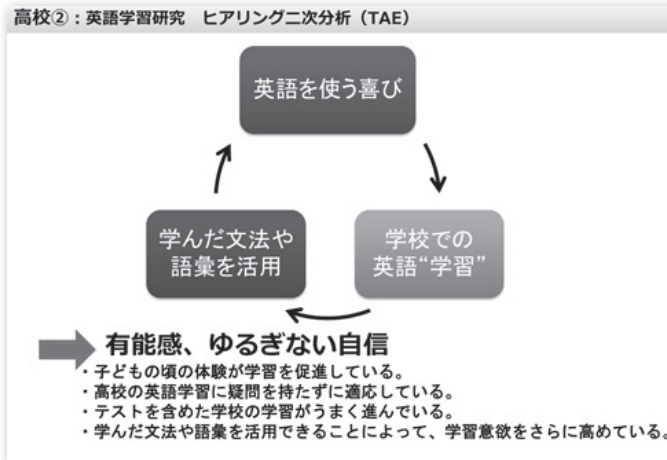 高校②：英語学習研究　ヒアリング二次分析（TAE）
英語を使う喜び
学んだ文法や
語彙を活用
学校での
英語“学習”
有能感、ゆるぎない自信
・子どもの頃の体験が学習を促進している。
・高校の英語学習に疑問を持たずに適応している。
・テストを含めた学校の学習がうまく進んでいる。
・学んだ文法や語彙を活用できることによって、学習意欲をさらに高めている。